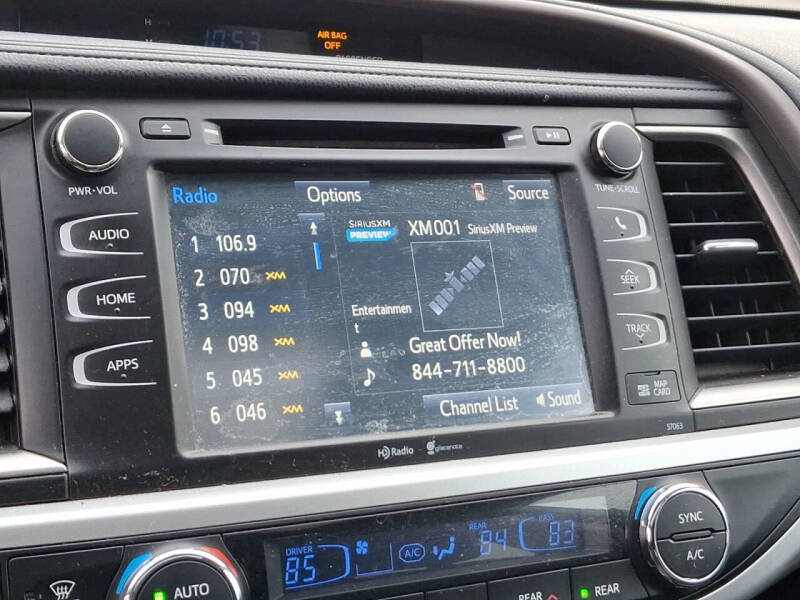 H
10:53
AIR BAG
OFF
PASSENGER
PWR•VOL
TUNE•SCROLL
AUDIO
HOME
APPS
Radio
Options
Source
1 106.9
2 070 XM
3 094 XM
4 098 XM
5 045 XM
6 046 XM
SIRIUSXM
PREVIEW
XM001 SiriusXM Preview
Entertainmen
t
Great Offer Now!
844-711-8800
Channel List
Sound
SEEK
TRACK
MAP
CARD
57063
HD Radio
gracenote
DRIVER
85
A/C
REAR
84
PASS
83
SYNC
A/C
AUTO
REAR
REAR